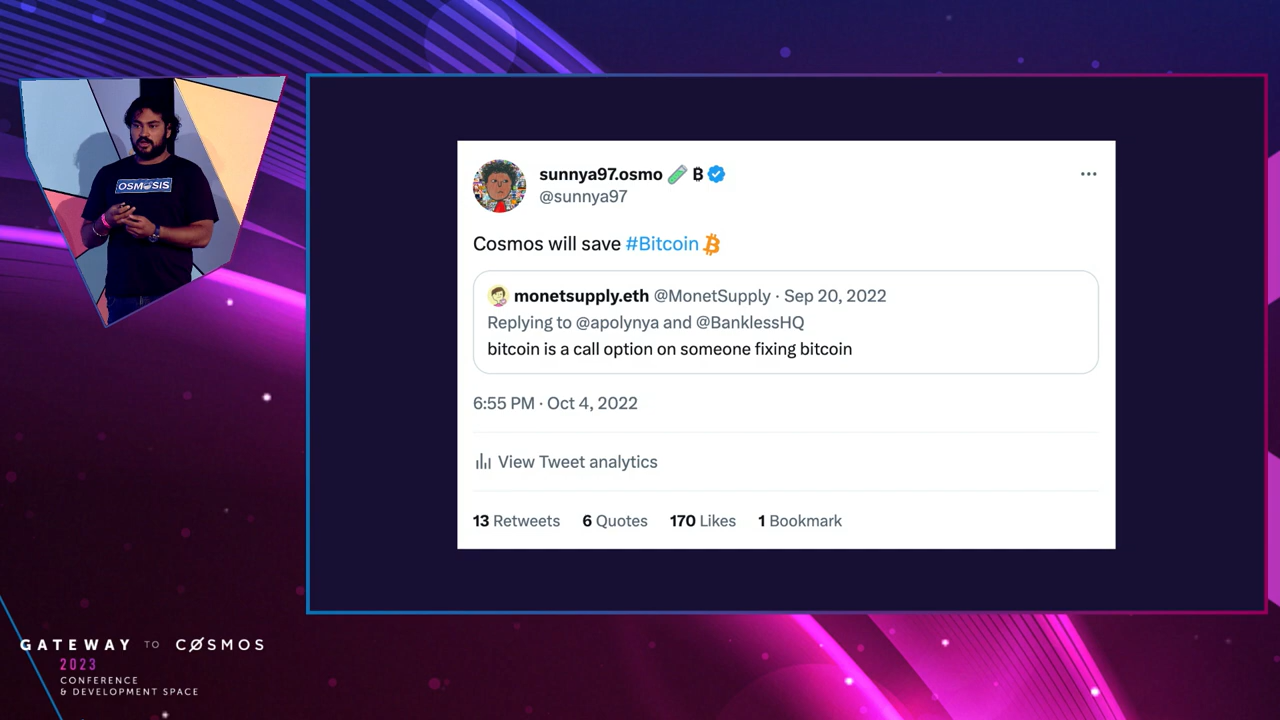 OSMOSIS
sunnya97.osmo 🧪 ₿
@sunnya97
Cosmos will save #Bitcoin
monetsupply.eth @MonetSupply · Sep 20, 2022
Replying to @apolynya and @BanklessHQ
bitcoin is a call option on someone fixing bitcoin
6:55 PM · Oct 4, 2022
View Tweet analytics
13 Retweets 6 Quotes 170 Likes 1 Bookmark
GATEWAY TO CØSMOS
2023
CONFERENCE
& DEVELOPMENT SPACE